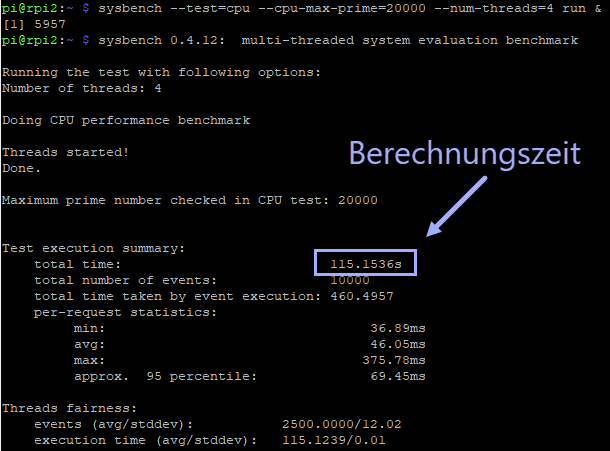 pi@rpi2:~ $ sysbench --test=cpu --cpu-max-prime=20000 --num-threads=4 run &
[1] 5957
pi@rpi2:~ $ sysbench 0.4.12:  multi-threaded system evaluation benchmark
Running the test with following options:
Number of threads: 4
Doing CPU performance benchmark
Threads started!
Berechnungszeit
Done.
Maximum prime number checked in CPU test: 20000
Test execution summary:
total time: 115.1536s
total number of events: 10000
total time taken by event execution: 460.4957
per-request statistics:
min: 36.89ms
avg: 46.05ms
max: 375.78ms
approx.  95 percentile: 69.45ms
Threads fairness:
events (avg/stddev): 2500.0000/12.02
execution time (avg/stddev): 115.1239/0.01